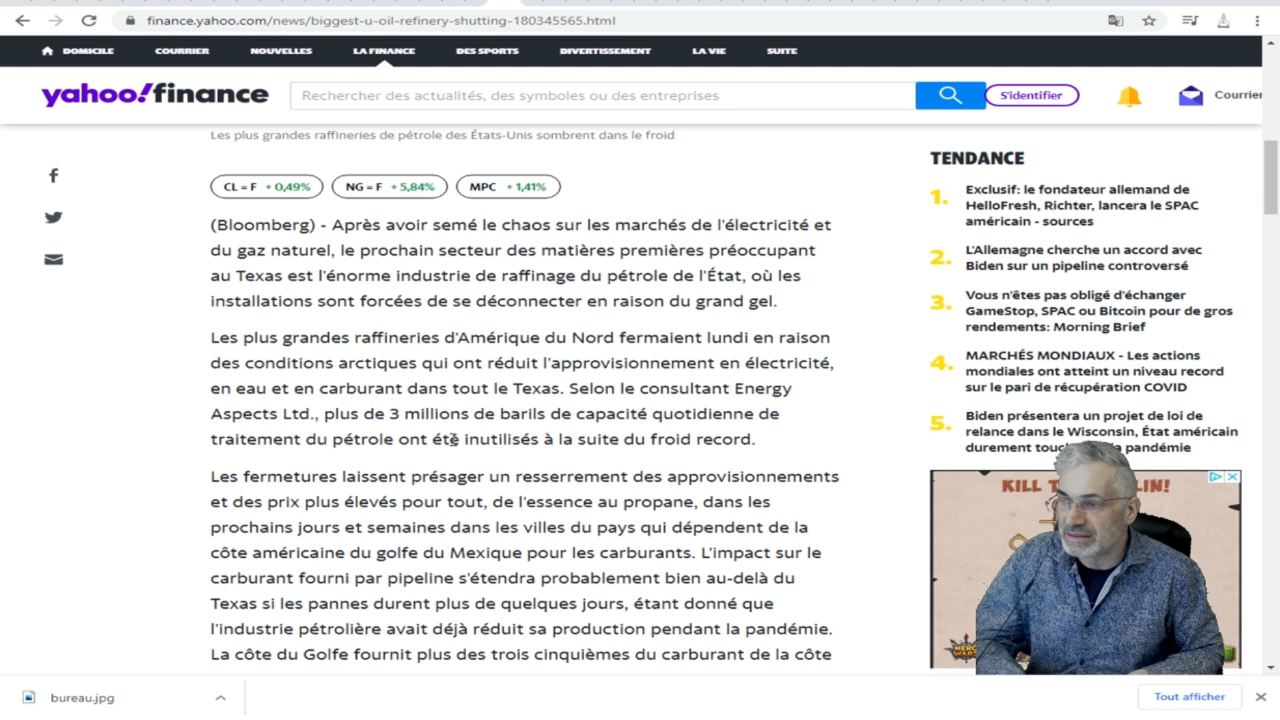 finance.yahoo.com/news/biggest-u-oil-refinery-shutting-180345565.html
DOMICILE COURRIER NOUVELLES LA FINANCE DES SPORTS DIVERTISSEMENT LA VIE SUITE
yahoo!finance Rechercher des actualités, des symboles ou des entreprises S'identifier Courrier
Les plus grandes raffineries de pétrole des États-Unis sombrent dans le froid
CL = F + 0,49% NG = F + 5,84% MPC + 1,41%
(Bloomberg) - Après avoir semé le chaos sur les marchés de l'électricité et
du gaz naturel, le prochain secteur des matières premières préoccupant
au Texas est l'énorme industrie de raffinage du pétrole de l'État, où les
installations sont forcées de se déconnecter en raison du grand gel.
Les plus grandes raffineries d'Amérique du Nord fermaient lundi en raison
des conditions arctiques qui ont réduit l'approvisionnement en électricité,
en eau et en carburant dans tout le Texas. Selon le consultant Energy
Aspects Ltd., plus de 3 millions de barils de capacité quotidienne de
traitement du pétrole ont été inutilisés à la suite du froid record.
Les fermetures laissent présager un resserrement des approvisionnements
et des prix plus élevés pour tout, de l'essence au propane, dans les
prochains jours et semaines dans les villes du pays qui dépendent de la
côte américaine du golfe du Mexique pour les carburants. L'impact sur le
carburant fourni par pipeline s'étendra probablement bien au-delà du
Texas si les pannes durent plus de quelques jours, étant donné que
l'industrie pétrolière avait déjà réduit sa production pendant la pandémie.
La côte du Golfe fournit plus des trois cinquièmes du carburant de la côte
TENDANCE
1. Exclusif: le fondateur allemand de
HelloFresh, Richter, lancera le SPAC
américain - sources
2. L'Allemagne cherche un accord avec
Biden sur un pipeline controversé
3. Vous n'êtes pas obligé d'échanger
GameStop, SPAC ou Bitcoin pour de gros
rendements: Morning Brief
4. MARCHÉS MONDIAUX - Les actions
mondiales ont atteint un niveau record
sur le pari de récupération COVID
5. Biden présentera un projet de loi de
relance dans le Wisconsin, État américain
durement pandémie
KILL
bureau.jpg
Tout afficher